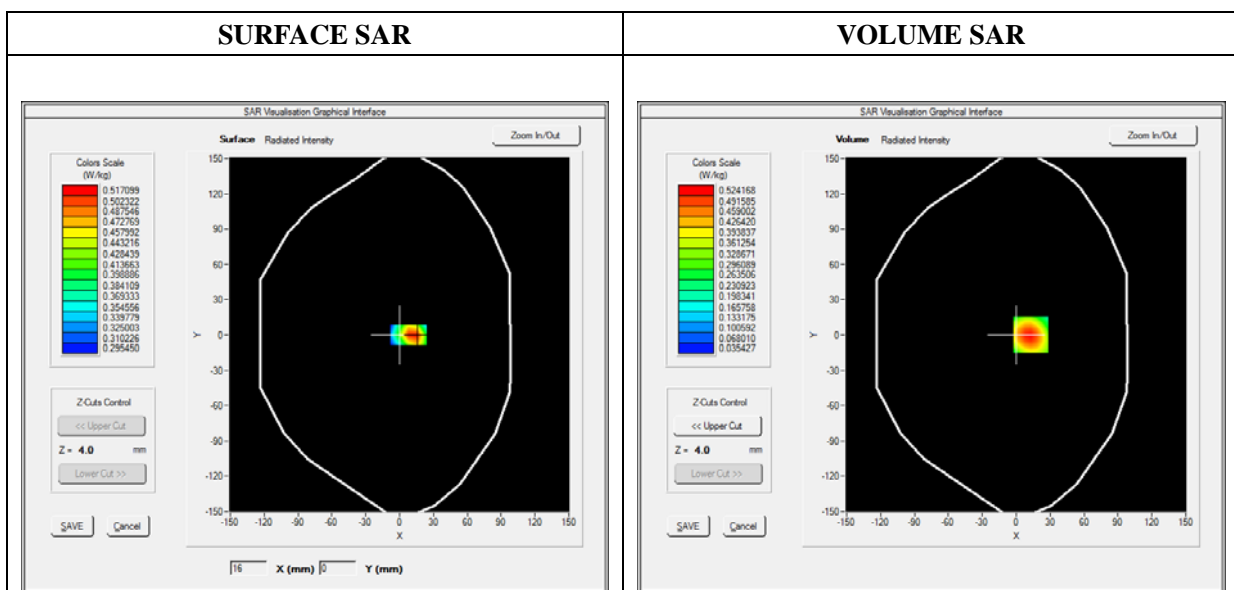 SURFACE SAR
SAR Visualisation Graphical Interface
Surface Radiated Intensity
Zoom In/Out
Colors Scale
(W/kg)
0.517099
0.502322
0.487546
0.472769
0.457992
0.443216
0.428439
0.413663
0.398886
0.384109
0.369333
0.354556
0.339779
0.325003
0.310226
0.295450
Z-Cuts Control
<< Upper Cut
Z = 4.0 mm
Lower Cut >>
SAVE Cancel
150
120
90
60
30
Y 0
-30
-60
-90
-120
-150
-150 -120 -90 -60 -30 0 30 60 90 120 150
X
16 X (mm) 0 Y (mm)
VOLUME SAR
SAR Visualisation Graphical Interface
Volume Radiated Intensity
Zoom In/Out
Colors Scale
(W/kg)
0.524168
0.491585
0.459002
0.426420
0.393837
0.361254
0.328671
0.296089
0.263506
0.230923
0.198341
0.165758
0.133175
0.100592
0.068010
0.035427
Z-Cuts Control
<< Upper Cut
Z = 4.0 mm
Lower Cut >>
SAVE Cancel
150
120
90
60
30
Y 0
-30
-60
-90
-120
-150
-150 -120 -90 -60 -30 0 30 60 90 120 150
X